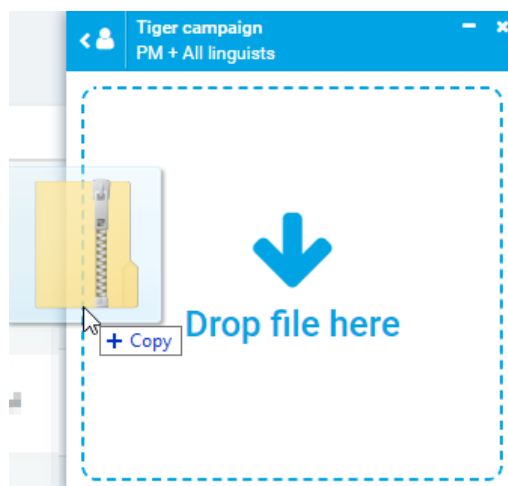 Tiger campaign
PM + All linguists
Drop file here
+ Copy